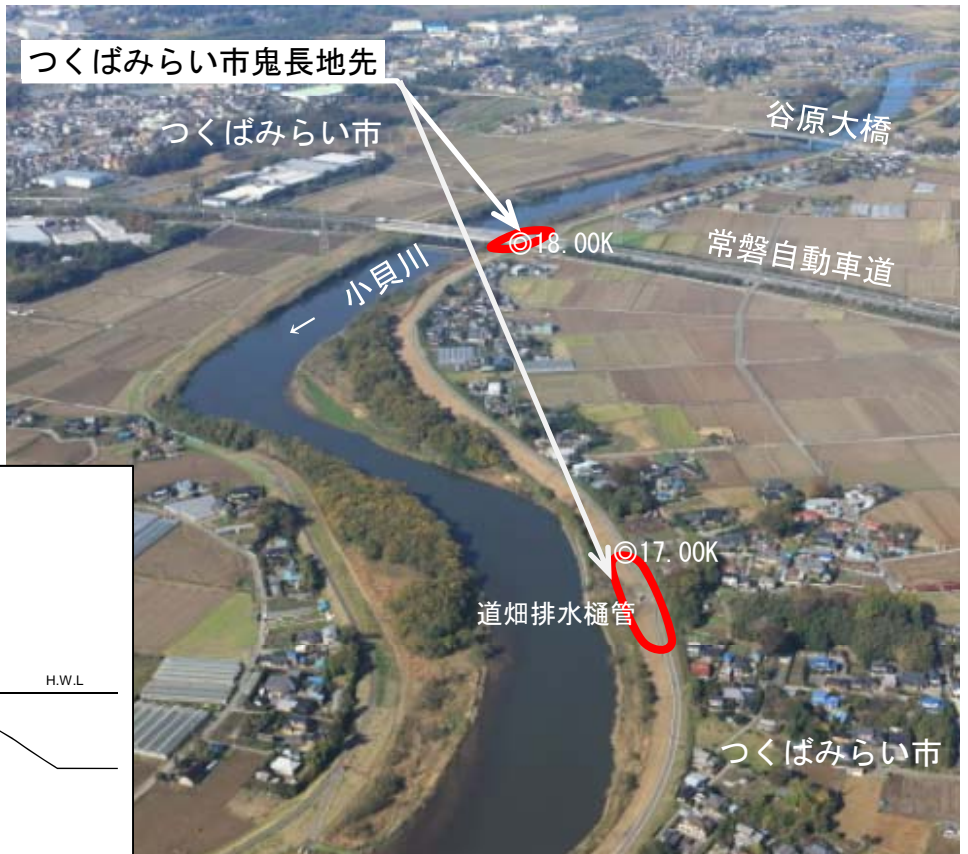 つくばみらい市鬼長地先
つくばみらい市
谷原大橋
◎18.00K
常磐自動車道
← 小貝川
◎17.00K
道畑排水樋管
H.W.L
つくばみらい市